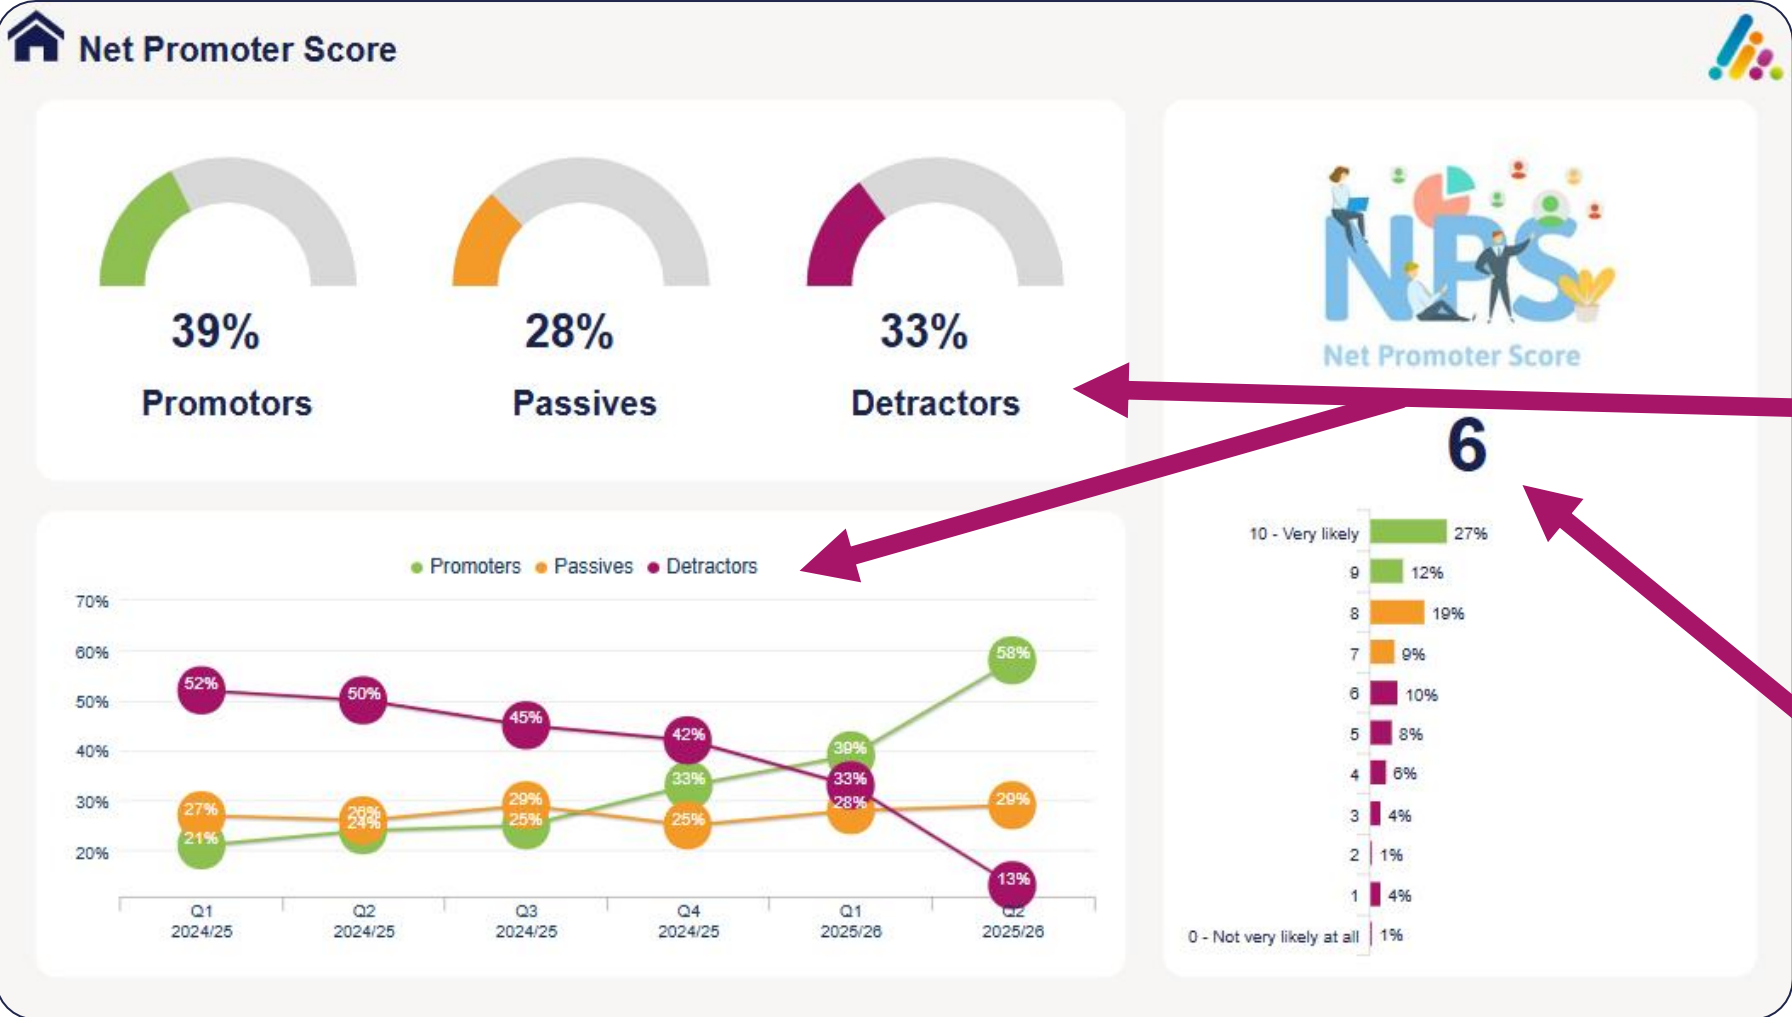 Net Promoter Score
39%
Promotors
28%
Passives
33%
Detractors
NPS
Net Promoter Score
6
10 - Very likely 27%
9 12%
8 19%
7 9%
6 10%
5 8%
4 6%
3 4%
2 1%
1 4%
0 - Not very likely at all 1%
Promoters Passives Detractors
70%
60%
50%
40%
30%
20%
52% 50% 45% 42% 33% 13%
27% 26% 29% 25% 28% 29%
21% 24% 25% 33% 39% 58%
Q1 Q2 Q3 Q4 Q1 Q2
2024/25 2024/25 2024/25 2024/25 2025/26 2025/26